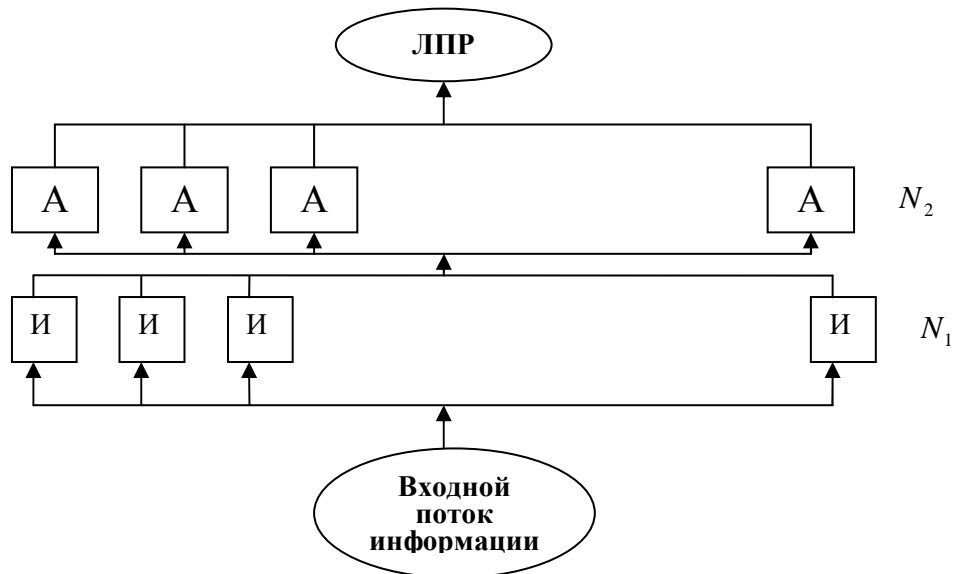 ЛПР
А А А А N₂
И И И И N₁
Входной
поток
информации